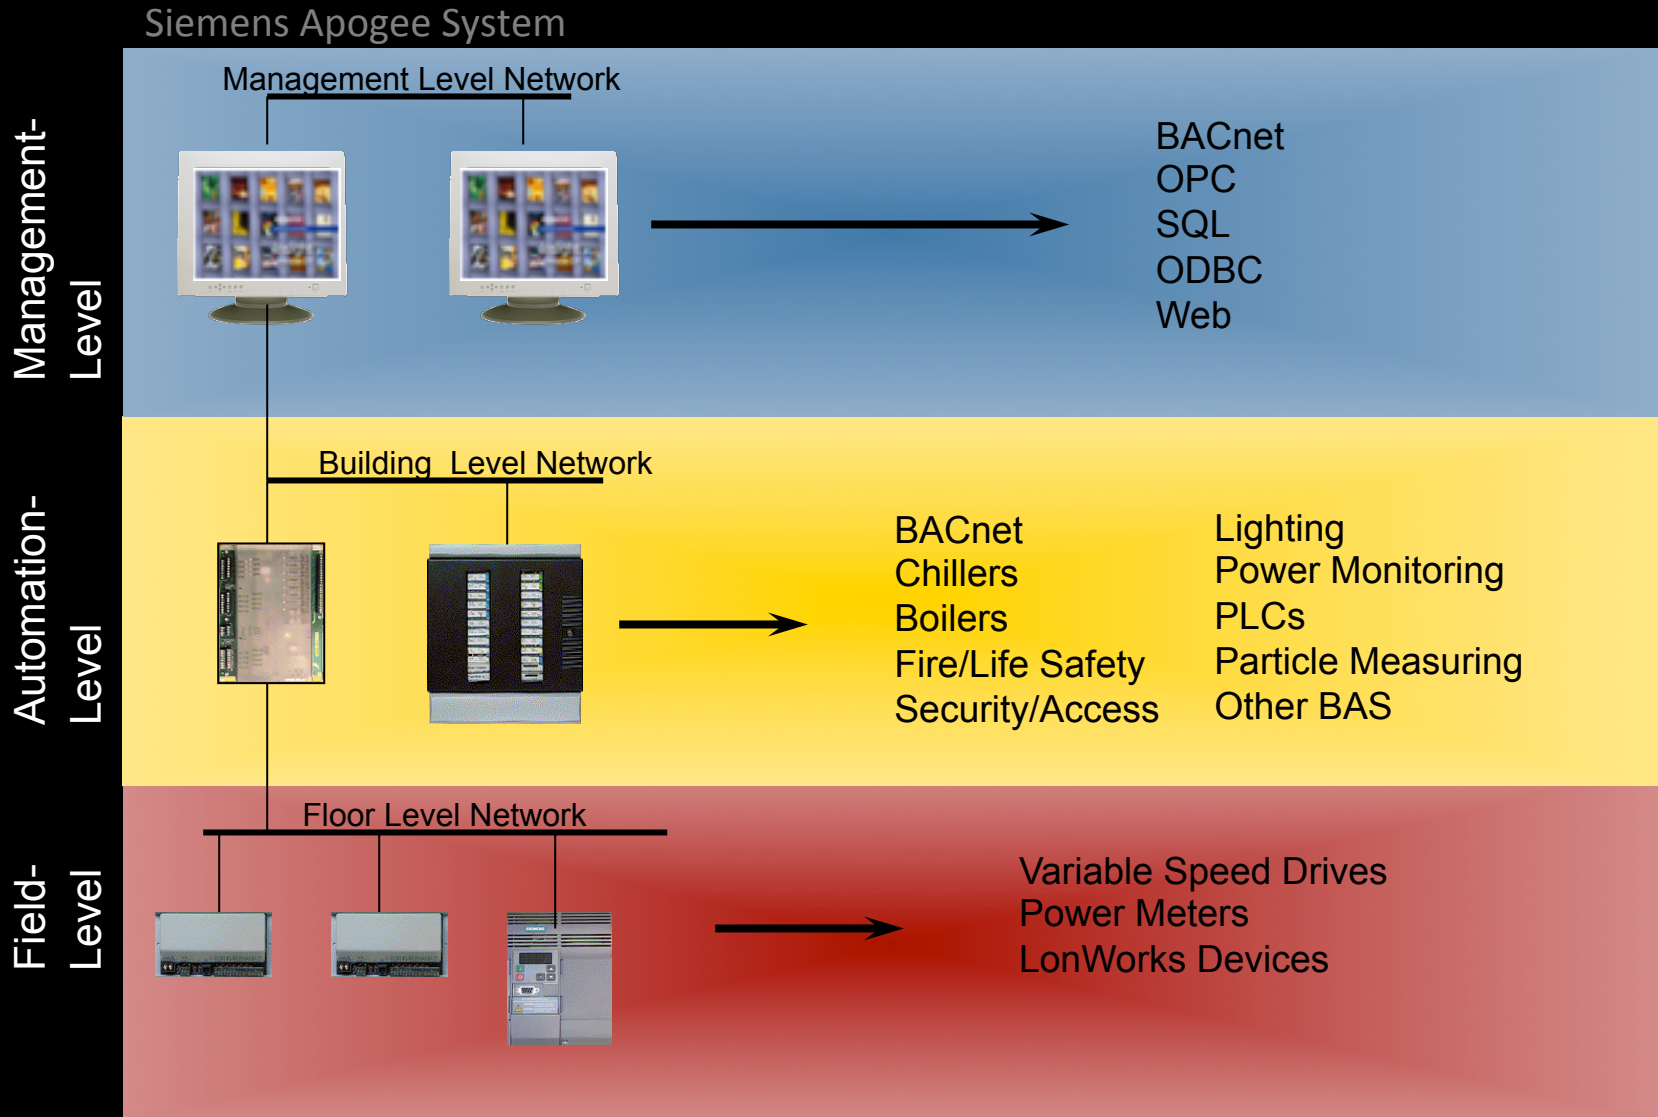 Siemens Apogee System
Management-
Level
Management Level Network
BACnet
OPC
SQL
ODBC
Web
Automation-
Level
Building  Level Network
BACnet
Chillers
Boilers
Fire/Life Safety
Security/Access
Lighting
Power Monitoring
PLCs
Particle Measuring
Other BAS
Field-
Level
Floor Level Network
SIEMENS
Variable Speed Drives
Power Meters
LonWorks Devices